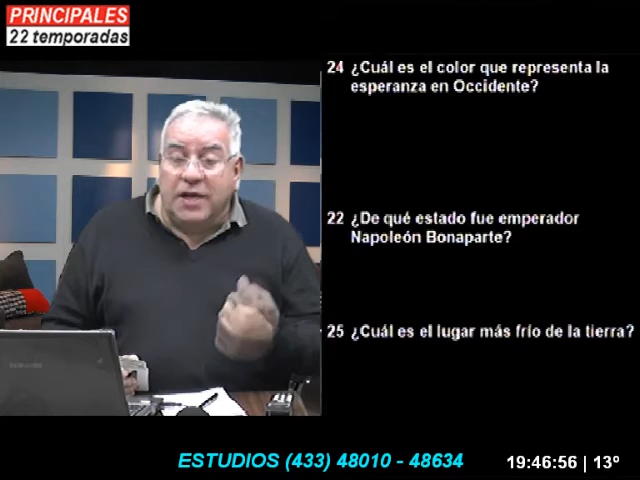 PRINCIPALES
22 temporadas
24 ¿Cuál es el color que representa la
esperanza en Occidente?
22 ¿De qué estado fue emperador
Napoleón Bonaparte?
25 ¿Cuál es el lugar más frío de la tierra?
SAMSUNG
ESTUDIOS (433) 48010 - 48634
19:46:56 | 13º